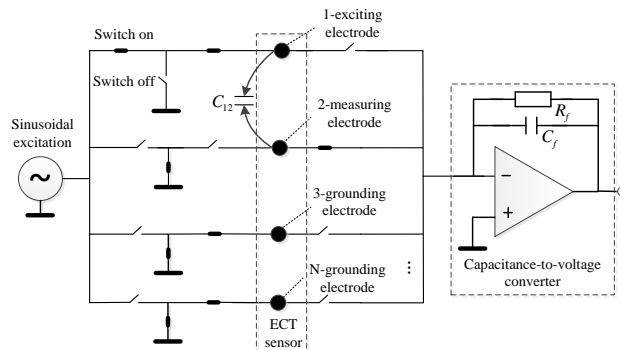 Switch on
1-exciting
electrode
Switch off
C12
2-measuring
electrode
Sinusoidal
excitation
~
Rf
Cf
−
+
3-grounding
electrode
N-grounding
electrode
⋮
Capacitance-to-voltage
converter
ECT
sensor